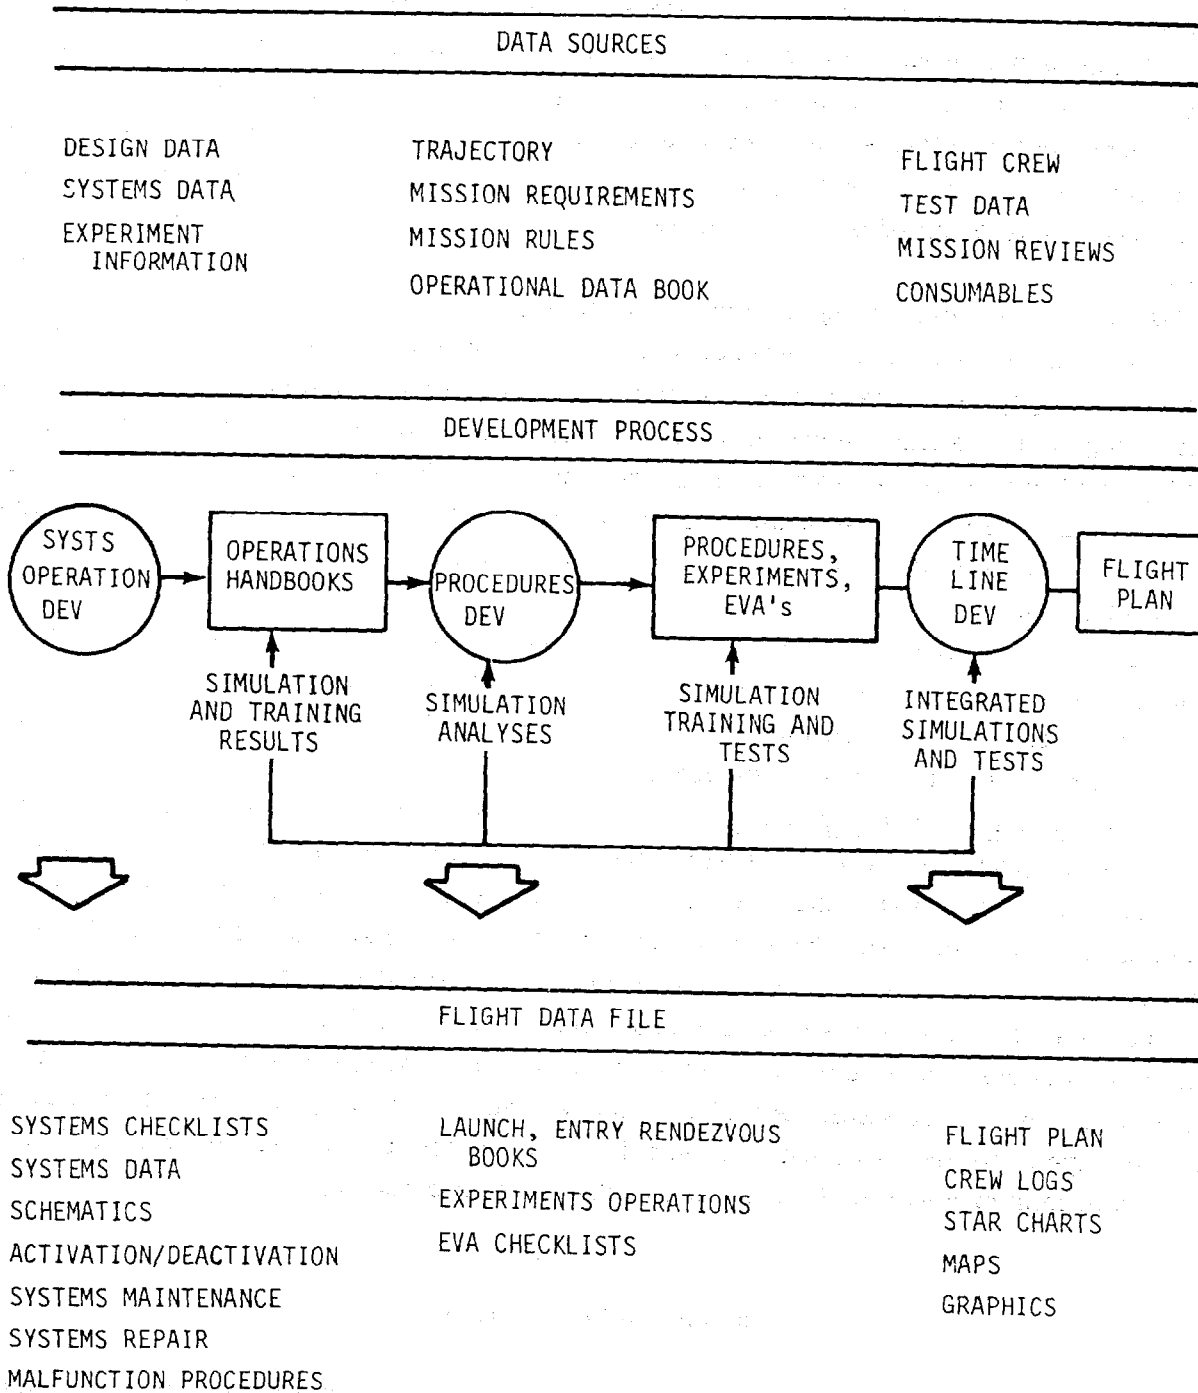 DATA SOURCES
DESIGN DATA
SYSTEMS DATA
EXPERIMENT
INFORMATION
TRAJECTORY
MISSION REQUIREMENTS
MISSION RULES
OPERATIONAL DATA BOOK
FLIGHT CREW
TEST DATA
MISSION REVIEWS
CONSUMABLES
DEVELOPMENT PROCESS
SYSTS
OPERATION
DEV
OPERATIONS
HANDBOOKS
PROCEDURES
DEV
PROCEDURES,
EXPERIMENTS,
EVA's
TIME
LINE
DEV
FLIGHT
PLAN
SIMULATION
AND TRAINING
RESULTS
SIMULATION
ANALYSES
SIMULATION
TRAINING AND
TESTS
INTEGRATED
SIMULATIONS
AND TESTS
FLIGHT DATA FILE
SYSTEMS CHECKLISTS
SYSTEMS DATA
SCHEMATICS
ACTIVATION/DEACTIVATION
SYSTEMS MAINTENANCE
SYSTEMS REPAIR
MALFUNCTION PROCEDURES
LAUNCH, ENTRY RENDEZVOUS
BOOKS
EXPERIMENTS OPERATIONS
EVA CHECKLISTS
FLIGHT PLAN
CREW LOGS
STAR CHARTS
MAPS
GRAPHICS